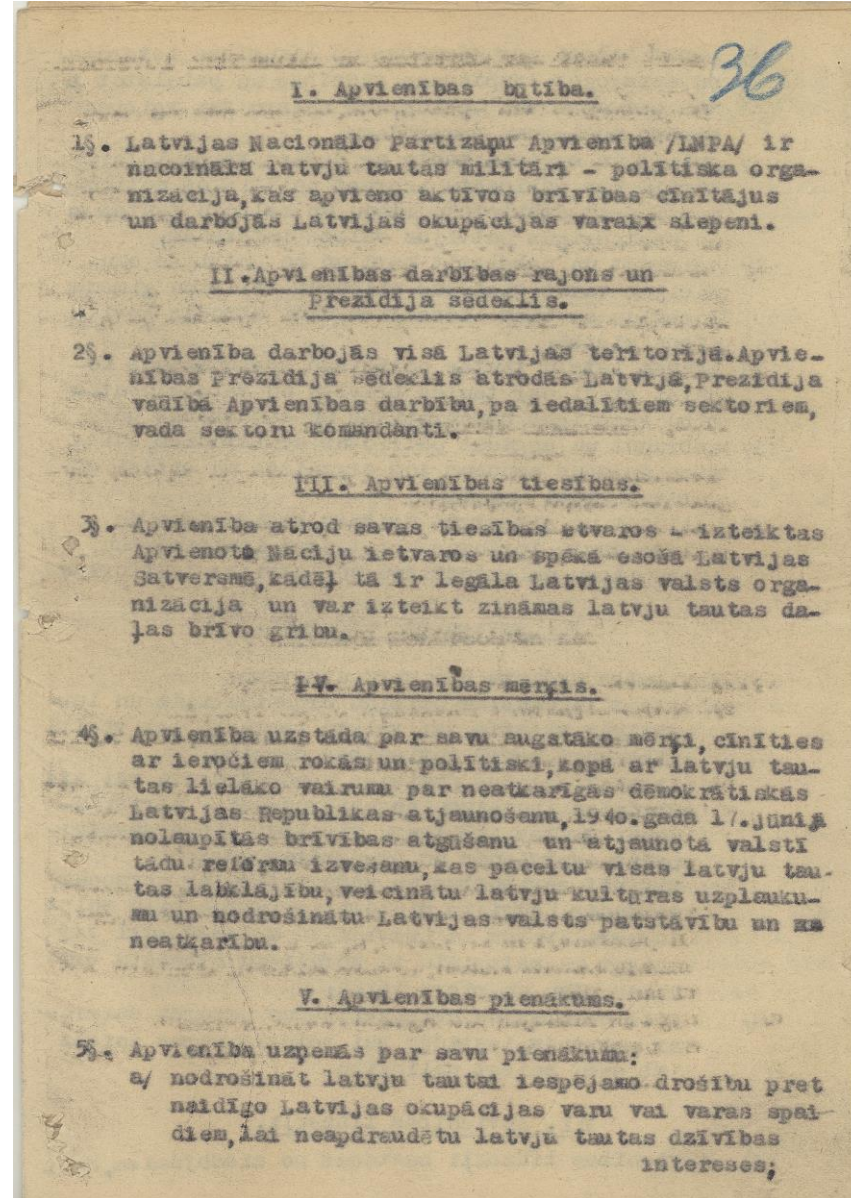 36
I. Apvienības būtība.
1§. Latvijas Nacionālo Partizāņu Apvienība /LNPA/ ir
nacoinālā latvju tautas militāri - polītiska orga-
nizācija,kas apvieno aktīvos brīvības cīnītājus
un darbojās Latvijas okupācijas varaix slepeni.
II.Apvienības darbības rajons un
Prezidija sēdeklis.
2§. Apvienība darbojās visā Latvijas teritorijā.Apvie-
nības Prezidija sēdeklis atrodās Latvijā,Prezidija
vadībā Apvienības darbību,pa iedalītiem sektoriem,
vada sektoru komandanti.
III. Apvienības tiesības.
3§. Apvienība atrod savas tiesības etvaros - izteiktas
Apvienoto Nāciju ietvaros un spēkā esošā Latvijas
Satversmē,kādēļ tā ir legāla Latvijas valsts orga-
nizācija un var izteikt zināmas latvju tautas da-
ļas brīvo gribu.
IV. Apvienības mērķis.
4§. Apvienība uzstāda par savu augstāko mērķi,cīnīties
ar ieročiem rokās un polītiski,kopā ar latvju tau-
tas lielāko vairumu par neatkarīgās dēmokrātiskās
Latvijas Republikas atjaunošanu,1940.gada 17.jūnijā
nolaupītās brīvības atgūšanu un atjaunotā valstī
tādu reformu izvešanu,kas paceltu visas latvju tau-
tas labklājību,veicinātu latvju kultūras uzplauku-
mu un nodrošinātu Latvijas valsts patstāvību un
neatkarību.
V. Apvienības pienākums.
5§. Apvienība uzņemās par savu pienākumu:
a/ nodrošināt latvju tautai iespējamo drošību pret
naidīgo Latvijas okupācijas varu vai varas spai-
diem,lai neapdraudētu latvju tautas dzīvības
intereses;